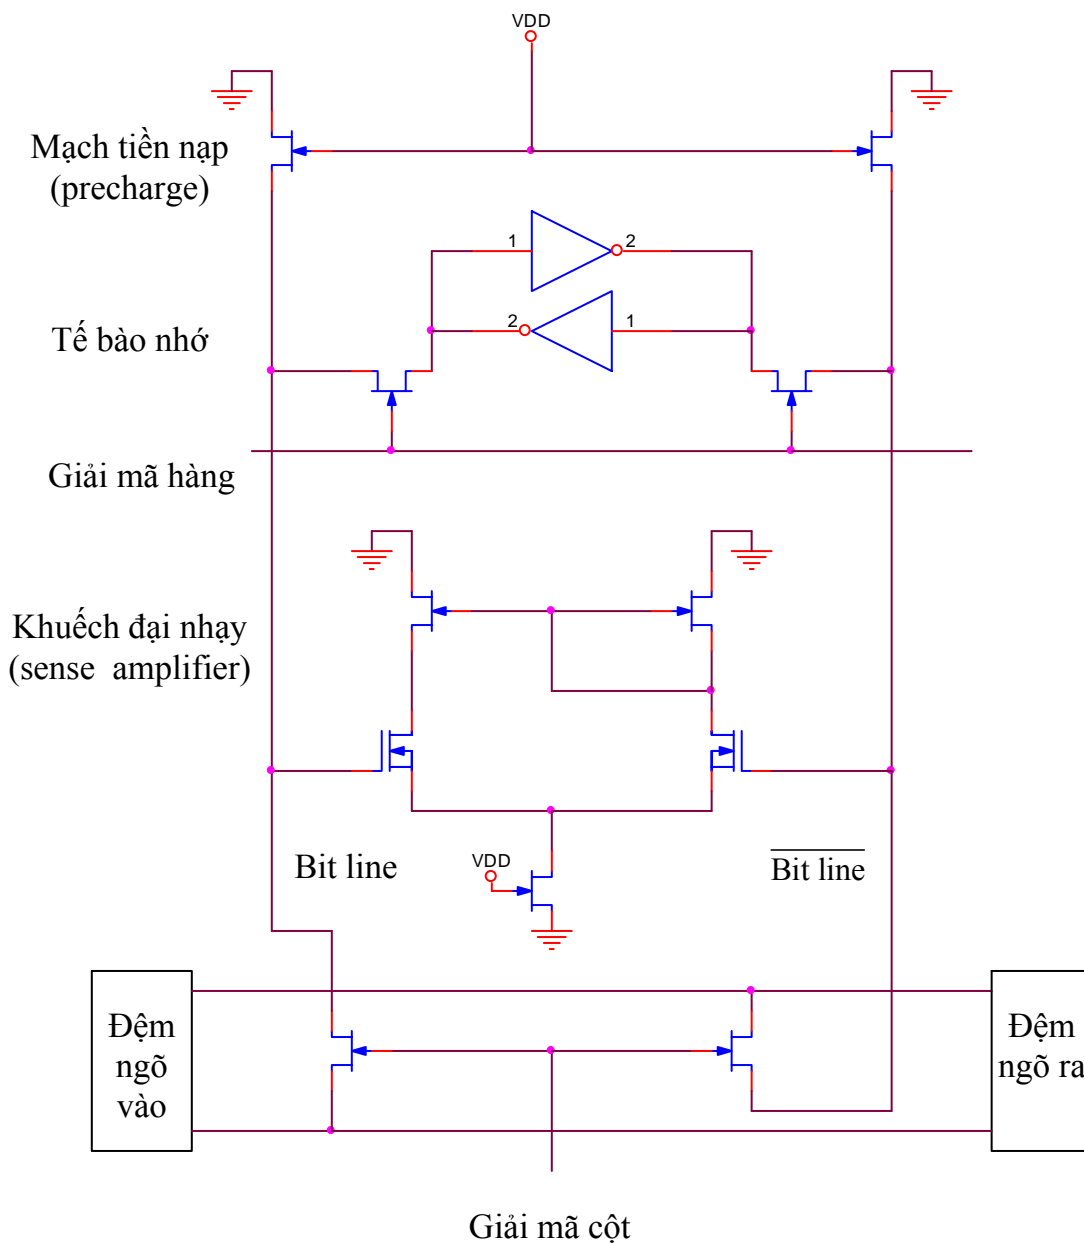 VDD
Mạch tiền nạp
(precharge)
1
2
Tế bào nhớ
2
1
Giải mã hàng
Khuếch đại nhạy
(sense amplifier)
Bit line
VDD
Bit line
Đệm
ngõ
vào
Đệm
ngõ ra
Giải mã cột